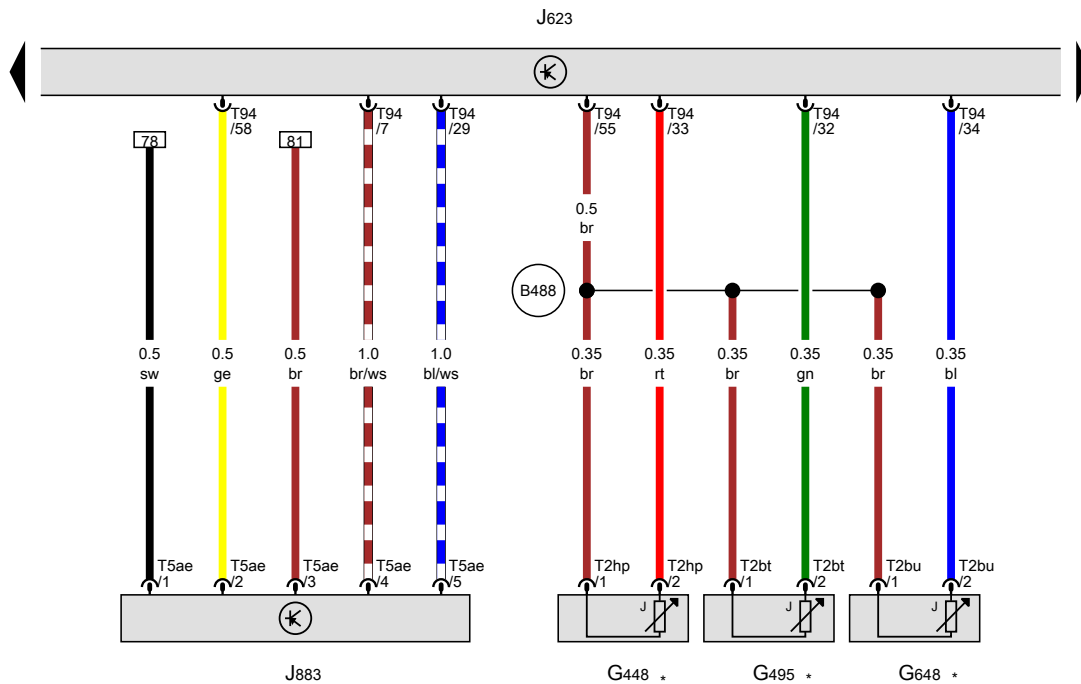 J623
T94 T94 T94 T94 T94 T94 T94
/58 /7 /29 /55 /33 /32 /34
78 81
0.5
br
B488
0.5 0.5 0.5 1.0 1.0 0.35 0.35 0.35 0.35 0.35 0.35
sw ge br br/ws bl/ws br rt br gn br bl
T5ae T5ae T5ae T5ae T5ae T2hp T2hp T2bt T2bt T2bu T2bu
/1 /2 /3 /4 /5 /1 /2 /1 /2 /1 /2
J J J
J883 G448 * G495 * G648 *